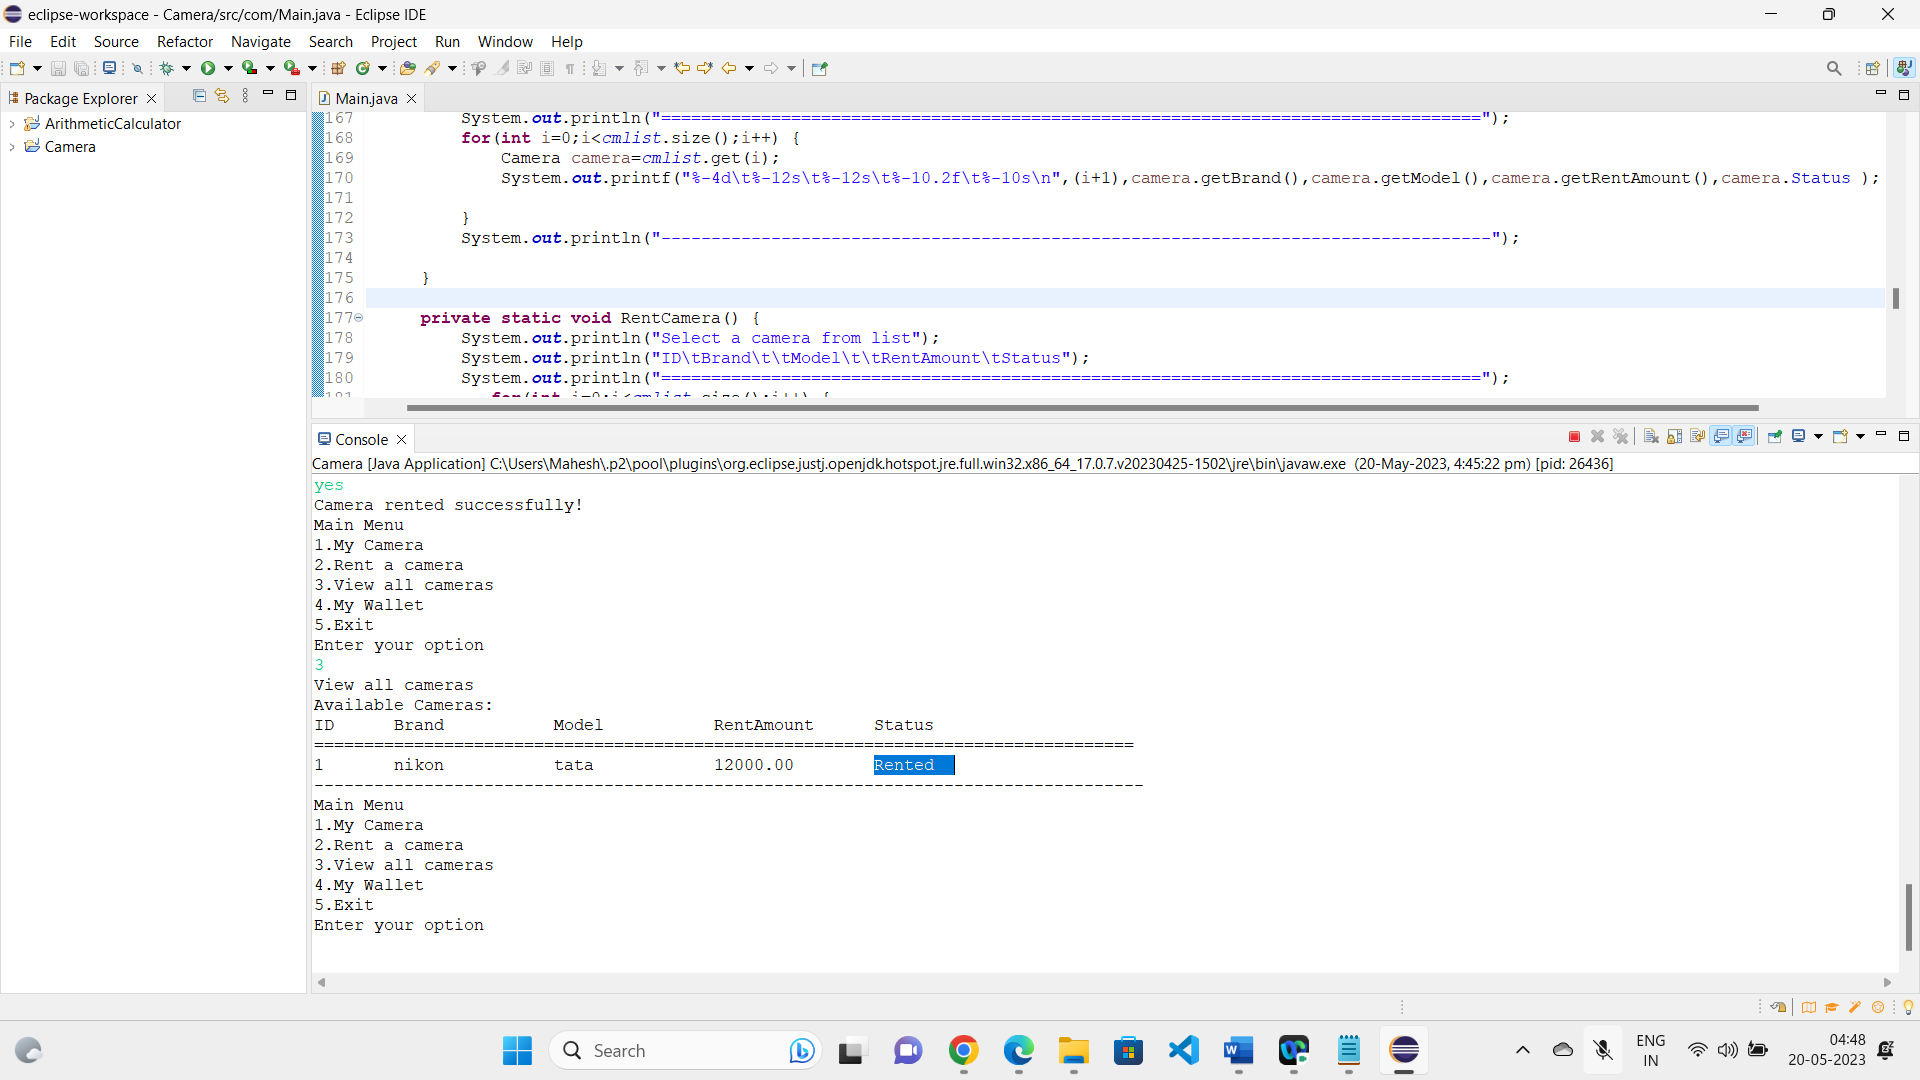 eclipse-workspace - Camera/src/com/Main.java - Eclipse IDE
File Edit Source Refactor Navigate Search Project Run Window Help
Package Explorer
ArithmeticCalculator
Camera
Main.java
167 System.out.println("==================================================================================");
168 for(int i=0;i<cmlist.size();i++) {
169 Camera camera=cmlist.get(i);
170 System.out.printf("%-4d\t%-12s\t%-12s\t%-10.2f\t%-10s\n",(i+1),camera.getBrand(),camera.getModel(),camera.getRentAmount(),camera.Status );
171
172 }
173 System.out.println("-----------------------------------------------------------------------------------");
174
175 }
176
177 private static void RentCamera() {
178 System.out.println("Select a camera from list");
179 System.out.println("ID\tBrand\t\tModel\t\tRentAmount\tStatus");
180 System.out.println("==================================================================================");
181 for(int i=0;i<cmlist.size();i++) {
Console
Camera [Java Application] C:\Users\Mahesh\.p2\pool\plugins\org.eclipse.justj.openjdk.hotspot.jre.full.win32.x86_64_17.0.7.v20230425-1502\jre\bin\javaw.exe (20-May-2023, 4:45:22 pm) [pid: 26436]
yes
Camera rented successfully!
Main Menu
1.My Camera
2.Rent a camera
3.View all cameras
4.My Wallet
5.Exit
Enter your option
3
View all cameras
Available Cameras:
ID Brand Model RentAmount Status
==================================================================================
1 nikon tata 12000.00 Rented
-----------------------------------------------------------------------------------
Main Menu
1.My Camera
2.Rent a camera
3.View all cameras
4.My Wallet
5.Exit
Enter your option
Search
ENG
IN
04:48
20-05-2023